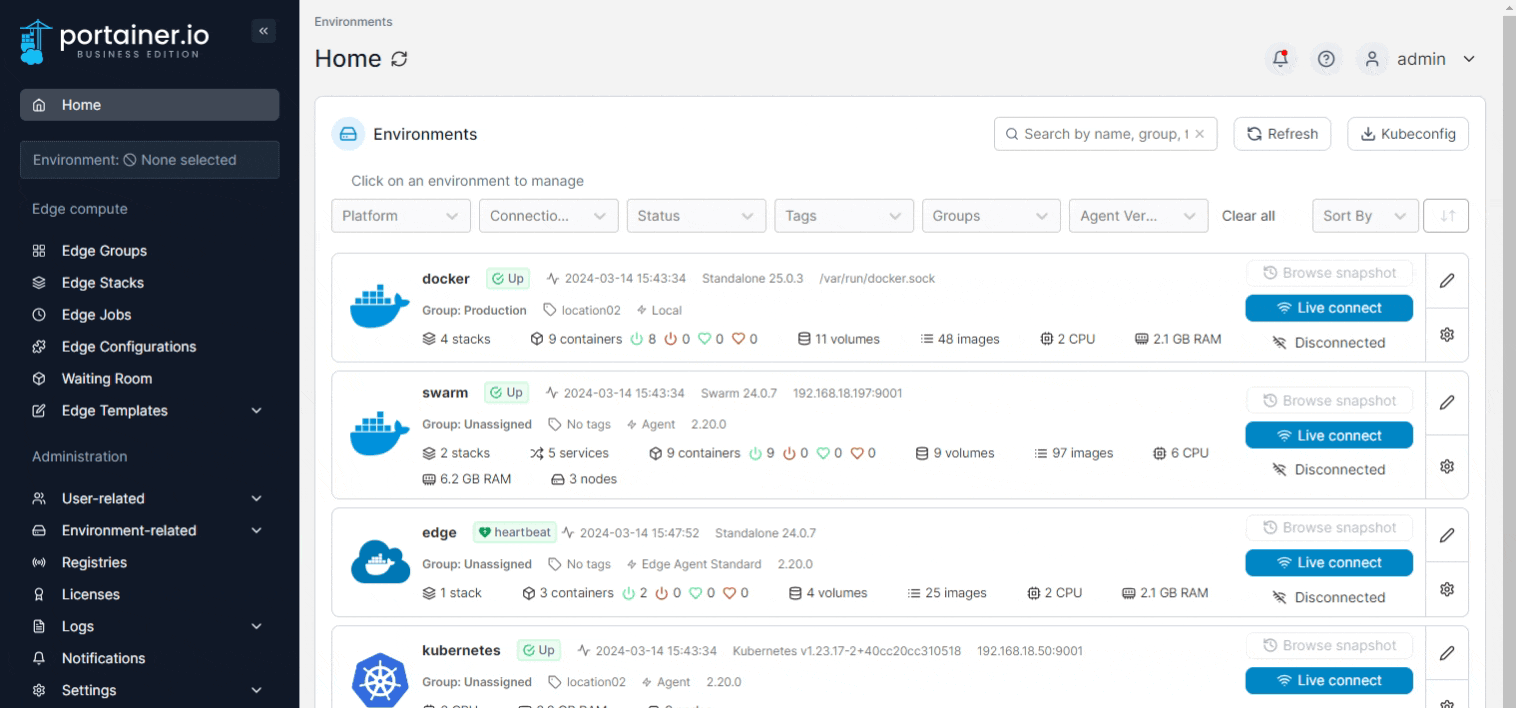 portainer.io
BUSINESS EDITION
Home
Environment: None selected
Edge compute
Edge Groups
Edge Stacks
Edge Jobs
Edge Configurations
Waiting Room
Edge Templates
Administration
User-related
Environment-related
Registries
Licenses
Logs
Notifications
Settings
Environments
Home
admin
Environments
Search by name, group, t
Refresh
Kubeconfig
Click on an environment to manage
Platform Connectio... Status Tags Groups Agent Ver... Clear all Sort By
docker Up 2024-03-14 15:43:34 Standalone 25.0.3 /var/run/docker.sock
Group: Production location02 Local
4 stacks 9 containers 8 0 0 0 11 volumes 48 images 2 CPU 2.1 GB RAM
Browse snapshot
Live connect
Disconnected
swarm Up 2024-03-14 15:43:34 Swarm 24.0.7 192.168.18.197:9001
Group: Unassigned No tags Agent 2.20.0
2 stacks 5 services 9 containers 9 0 0 0 9 volumes 97 images 6 CPU
6.2 GB RAM 3 nodes
Browse snapshot
Live connect
Disconnected
edge heartbeat 2024-03-14 15:47:52 Standalone 24.0.7
Group: Unassigned No tags Edge Agent Standard 2.20.0
1 stack 3 containers 2 0 0 0 4 volumes 25 images 2 CPU 2.1 GB RAM
Browse snapshot
Live connect
Disconnected
kubernetes Up 2024-03-14 15:43:34 Kubernetes v1.23.17-2+40cc20cc310518 192.168.18.50:9001
Group: Unassigned location02 Agent 2.20.0
Browse snapshot
Live connect